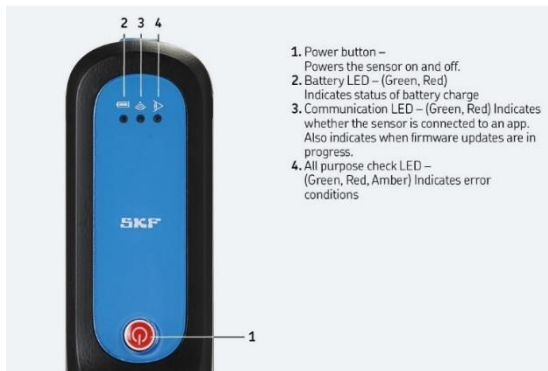 2 3 4
SKF
1
1. Power button –
Powers the sensor on and off.
2. Battery LED – (Green, Red)
Indicates status of battery charge
3. Communication LED – (Green, Red) Indicates
whether the sensor is connected to an app.
Also indicates when firmware updates are in
progress.
4. All purpose check LED –
(Green, Red, Amber) Indicates error
conditions